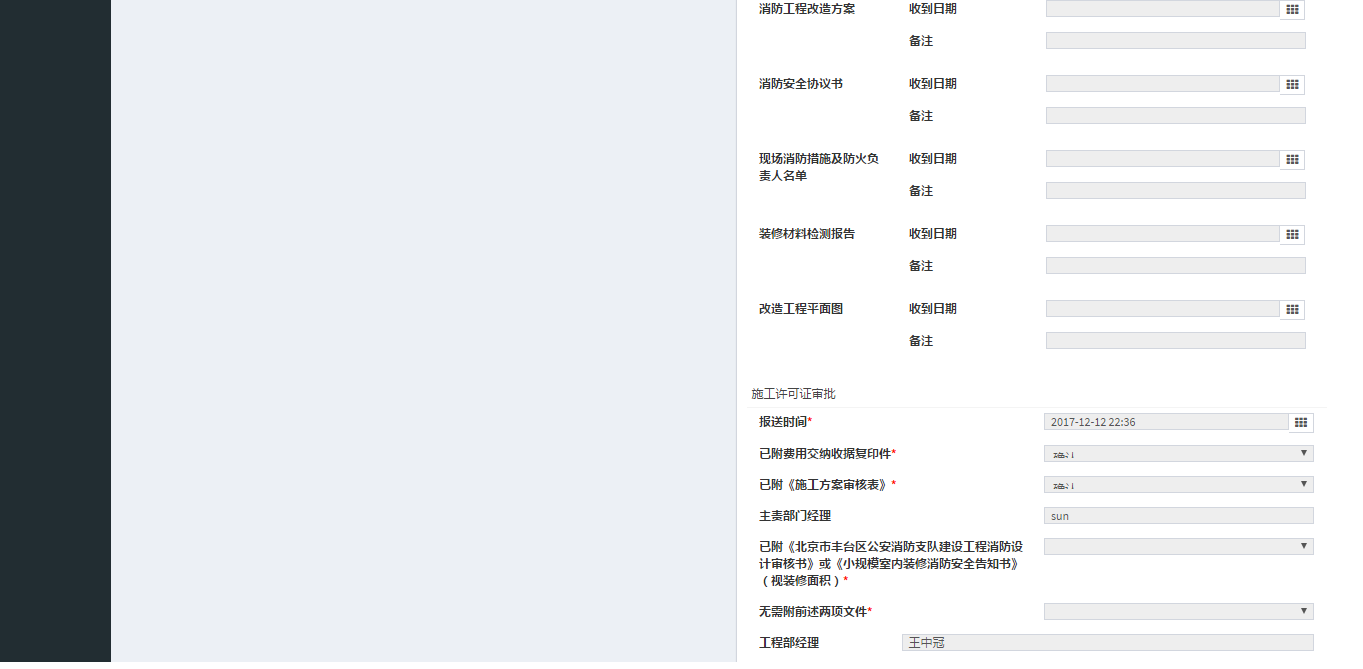 消防工程改造方案 收到日期
备注
消防安全协议书 收到日期
备注
现场消防措施及防火负 收到日期
责人名单
备注
装修材料检测报告 收到日期
备注
改造工程平面图 收到日期
备注
施工许可证审批
报送时间* 2017-12-12 22:36
已附费用交纳收据复印件* 确认
已附《施工方案审核表》* 确认
主责部门经理 sun
已附《北京市丰台区公安消防支队建设工程消防设
计审核书》或《小规模室内装修消防安全告知书》
（视装修面积）*
无需附前述两项文件*
工程部经理 王中冠